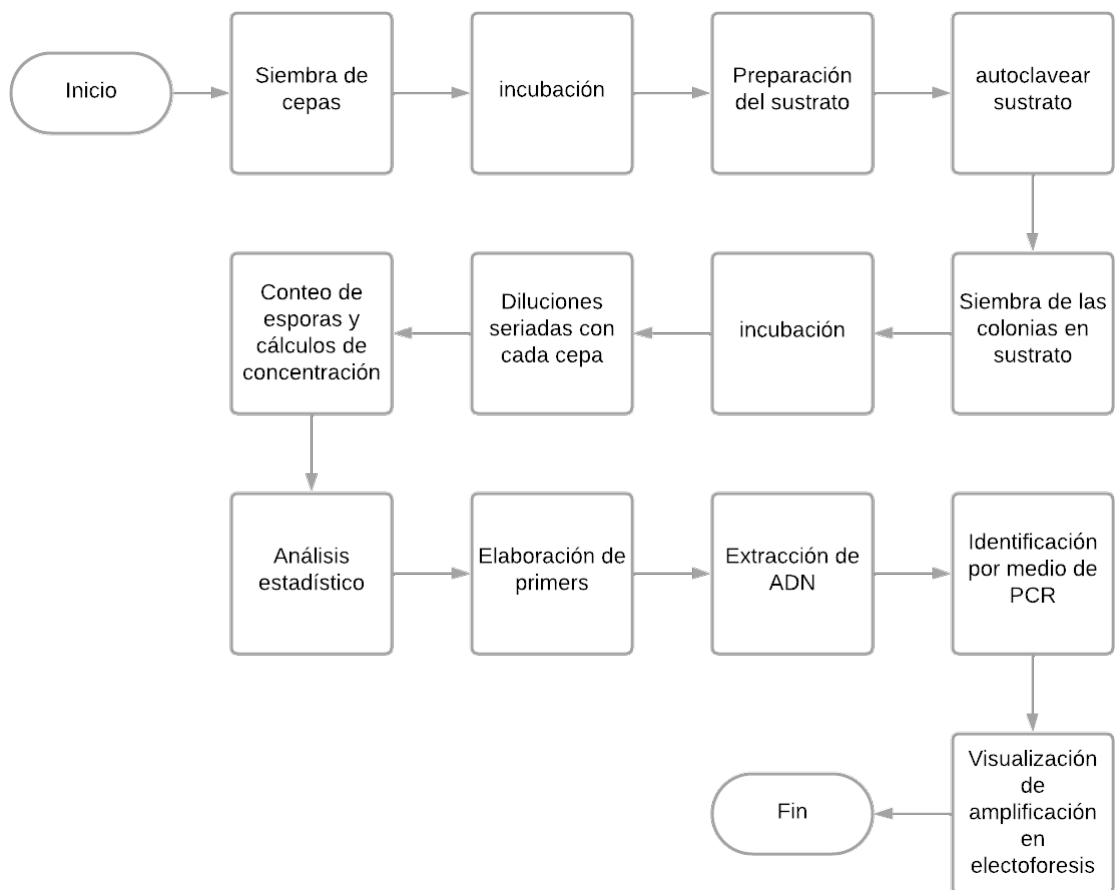 Inicio
Siembra de
cepas
incubación
Preparación
del sustrato
autoclavear
sustrato
Siembra de las
colonias en
sustrato
incubación
Diluciones
seriadas con
cada cepa
Conteo de
esporas y
cálculos de
concentración
Análisis
estadístico
Elaboración de
primers
Extracción de
ADN
Identificación
por medio de
PCR
Visualización
de
amplificación
en
electoforesis
Fin